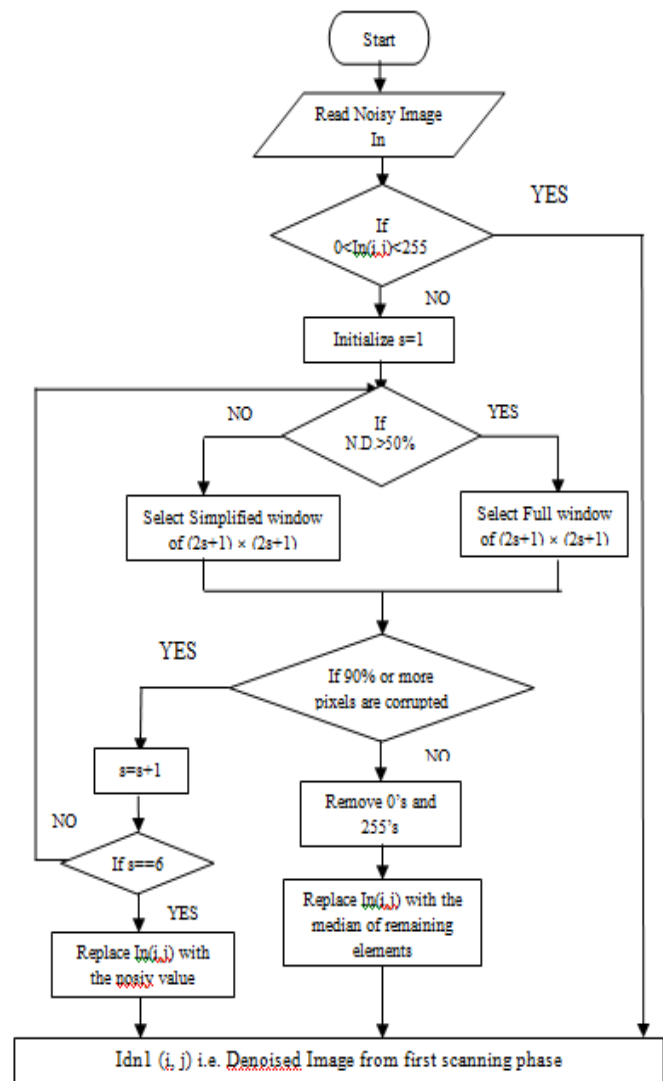 Start
Read Noisy Image
In
YES
If
0<In(i,j)<255
NO
Initialize s=1
NO
YES
If
N.D.>50%
Select Simplified window
of (2s+1) × (2s+1)
Select Full window
of (2s+1) × (2s+1)
YES
If 90% or more
pixels are corrupted
NO
s=s+1
Remove 0’s and
255’s
NO
If s==6
YES
Replace In(i,j) with the
median of remaining
elements
Replace In(i,j) with
the nosiy value
Idn1 (i, j) i.e. Denoised Image from first scanning phase